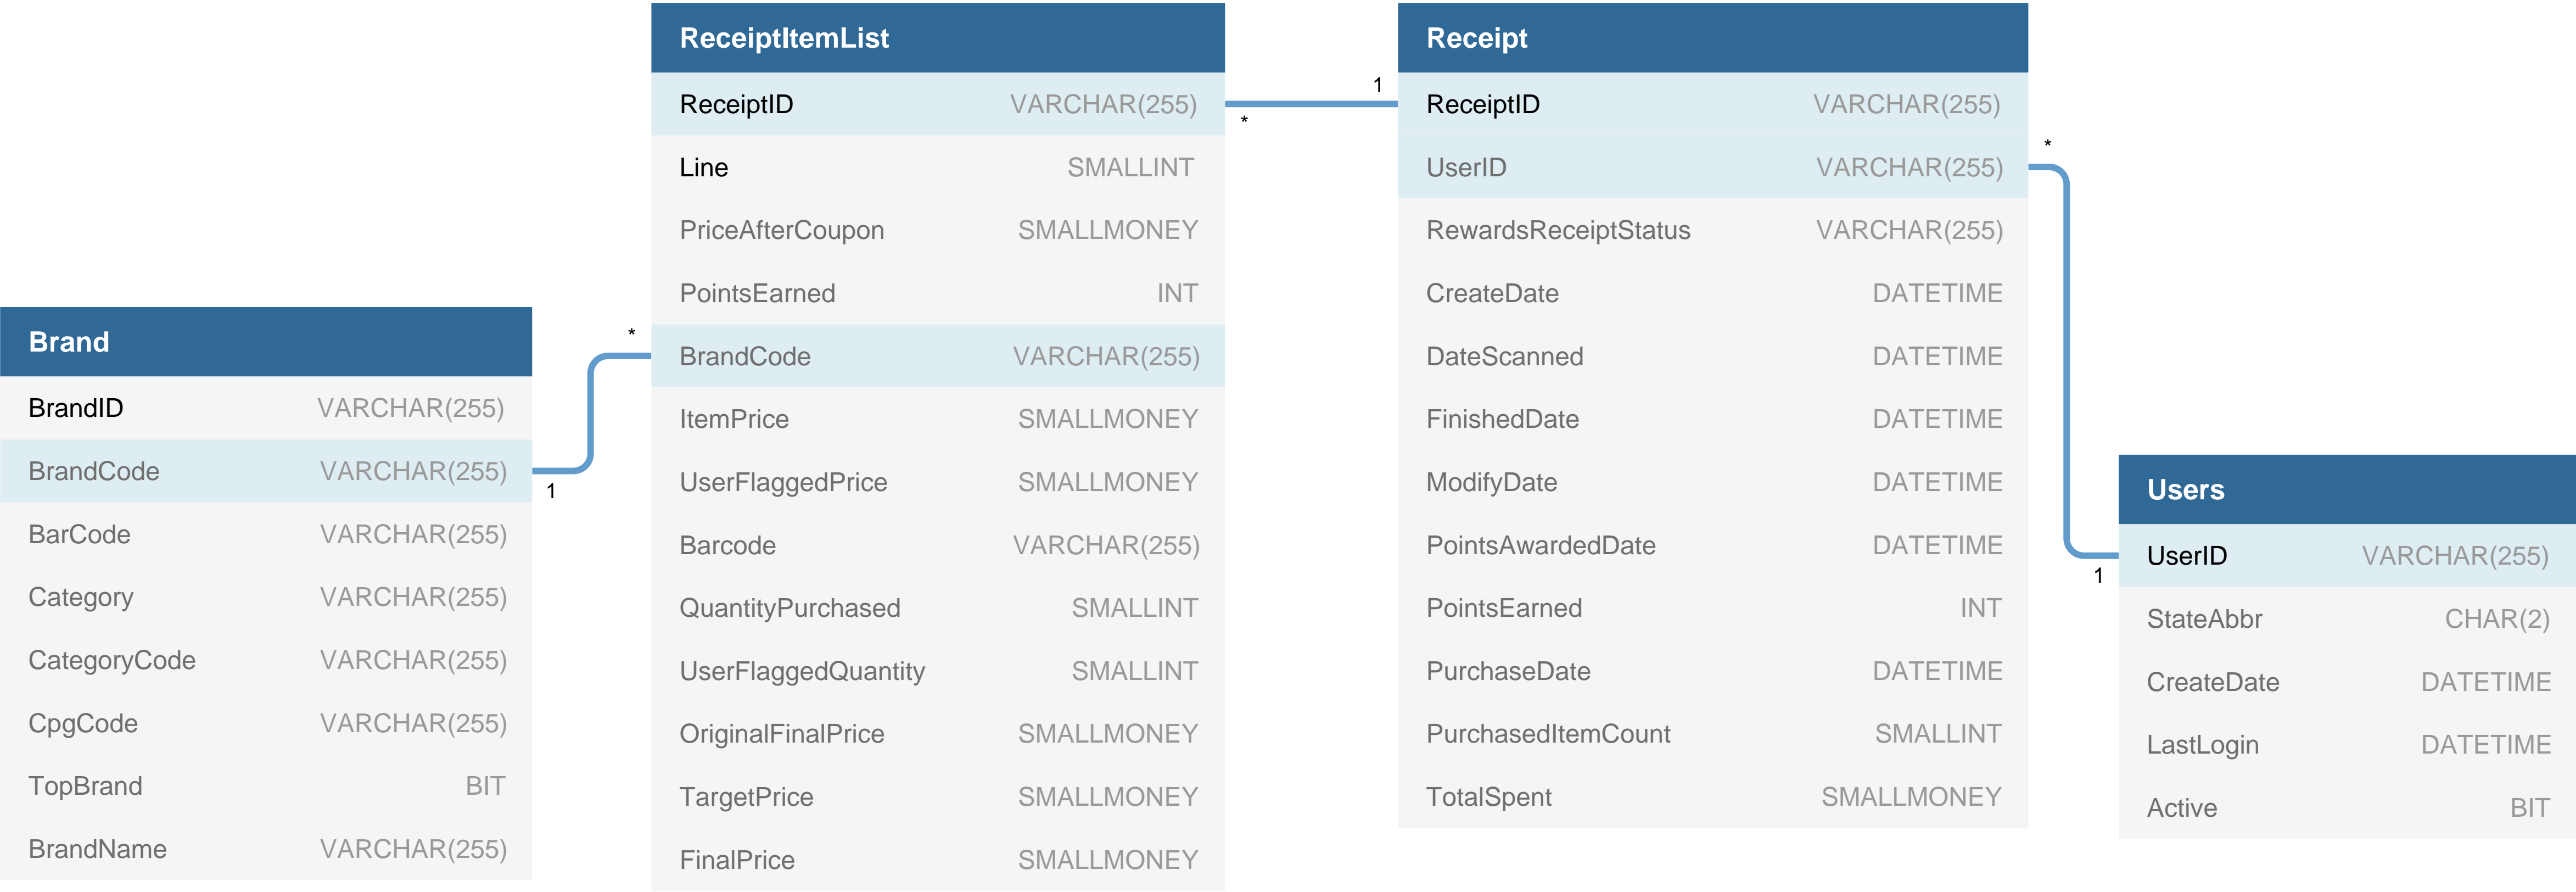 Brand
BrandID VARCHAR(255)
BrandCode VARCHAR(255)
BarCode VARCHAR(255)
Category VARCHAR(255)
CategoryCode VARCHAR(255)
CpgCode VARCHAR(255)
TopBrand BIT
BrandName VARCHAR(255)
1
*
ReceiptItemList
ReceiptID VARCHAR(255)
Line SMALLINT
PriceAfterCoupon SMALLMONEY
PointsEarned INT
BrandCode VARCHAR(255)
ItemPrice SMALLMONEY
UserFlaggedPrice SMALLMONEY
Barcode VARCHAR(255)
QuantityPurchased SMALLINT
UserFlaggedQuantity SMALLINT
OriginalFinalPrice SMALLMONEY
TargetPrice SMALLMONEY
FinalPrice SMALLMONEY
*
1
Receipt
ReceiptID VARCHAR(255)
UserID VARCHAR(255)
RewardsReceiptStatus VARCHAR(255)
CreateDate DATETIME
DateScanned DATETIME
FinishedDate DATETIME
ModifyDate DATETIME
PointsAwardedDate DATETIME
PointsEarned INT
PurchaseDate DATETIME
PurchasedItemCount SMALLINT
TotalSpent SMALLMONEY
*
1
Users
UserID VARCHAR(255)
StateAbbr CHAR(2)
CreateDate DATETIME
LastLogin DATETIME
Active BIT